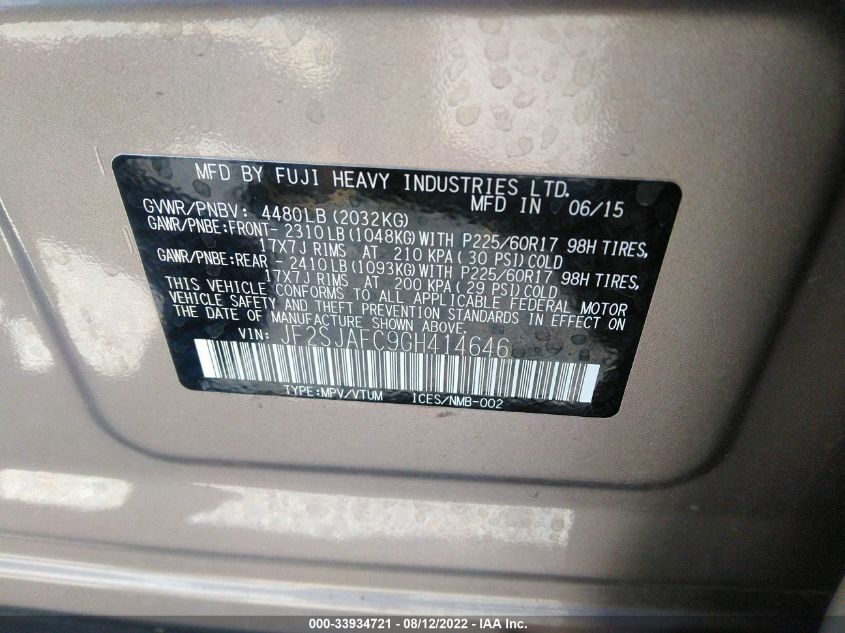 MFD BY FUJI HEAVY INDUSTRIES LTD.
MFD IN 06/15
GVWR/PNBV: 4480LB(2032KG)
GAWR/PNBE:FRONT- 2310LB(1048KG)WITH P225/60R17 98H TIRES,
17X7J RIMS AT 210 KPA(30 PSI)COLD
GAWR/PNBE:REAR - 2410LB(1093KG)WITH P225/60R17 98H TIRES,
17X7J RIMS AT 200 KPA(29 PSI)COLD
THIS VEHICLE CONFORMS TO ALL APPLICABLE FEDERAL MOTOR
VEHICLE SAFETY AND THEFT PREVENTION STANDARDS IN EFFECT ON
THE DATE OF MANUFACTURE SHOWN ABOVE.
VIN: JF2SJAFC9GH414646
TYPE:MPV/VTUM ICES/NMB-002
000-33934721 - 08/12/2022 - IAA Inc.